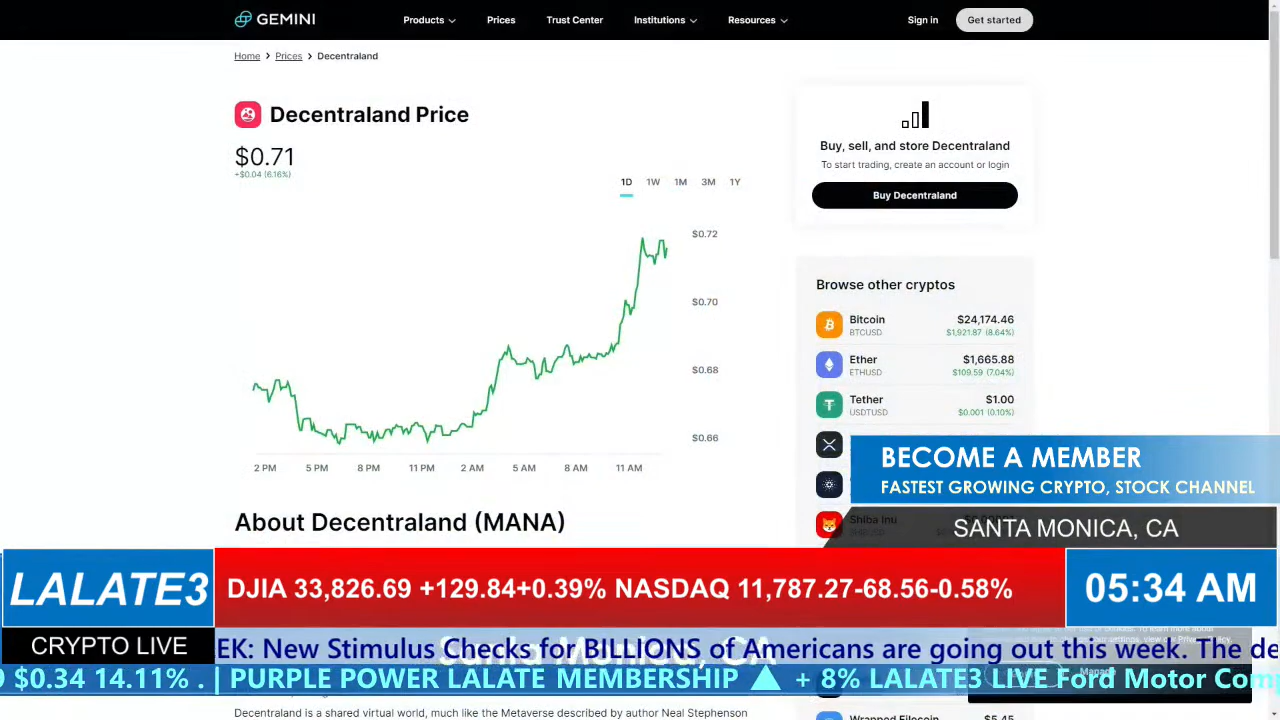 GEMINI
Products Prices Trust Center Institutions Resources Sign in Get started
Home Prices Decentraland
Decentraland Price
$0.71
+$0.04 (6.16%)
1D 1W 1M 3M 1Y
$0.72
$0.70
$0.68
$0.66
2 PM 5 PM 8 PM 11 PM 2 AM 5 AM 8 AM 11 AM
Buy, sell, and store Decentraland
To start trading, create an account or login
Buy Decentraland
Browse other cryptos
Bitcoin $24,174.46
BTCUSD $1,921.87 (8.64%)
Ether $1,665.88
ETHUSD $109.59 (7.04%)
Tether $1.00
USDTUSD $0.001 (0.10%)
Shiba Inu
BECOME A MEMBER
FASTEST GROWING CRYPTO, STOCK CHANNEL
SANTA MONICA, CA
About Decentraland (MANA)
LALATE3
DJIA 33,826.69 +129.84+0.39% NASDAQ 11,787.27-68.56-0.58%
05:34 AM
CRYPTO LIVE
EK: New Stimulus Checks for BILLIONS of Americans are going out this week. The de
Santa Monica, CA
$0.34 14.11% . | PURPLE POWER LALATE MEMBERSHIP ▲ + 8% LALATE3 LIVE Ford Motor Com
Decentraland is a shared virtual world, much like the Metaverse described by author Neal Stephenson
Wrapped Filecoin $5.45